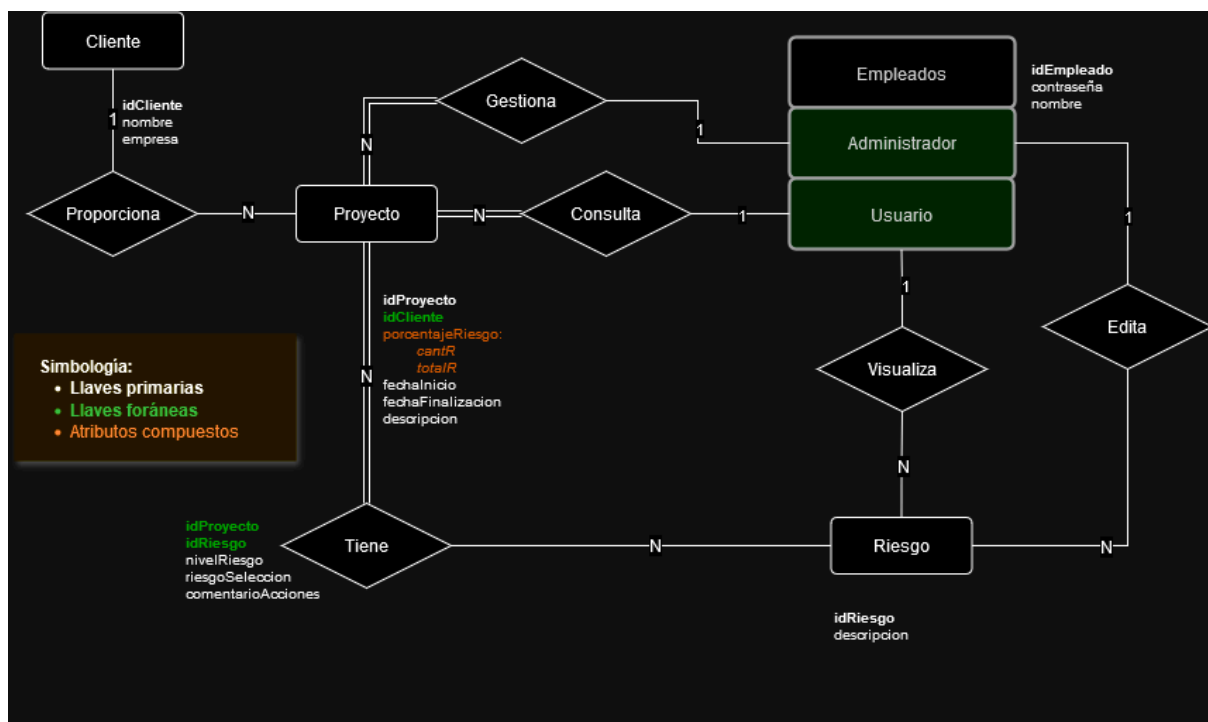 Cliente
idCliente
nombre
empresa
1
Proporciona
N
Gestiona
N
1
Proyecto
N
Consulta
1
Empleados
Administrador
Usuario
idEmpleado
contraseña
nombre
1
Edita
N
1
Visualiza
N
idProyecto
idCliente
porcentajeRiesgo:
cantR
totalR
fechaInicio
fechaFinalizacion
descripcion
N
Simbología:
• Llaves primarias
• Llaves foráneas
• Atributos compuestos
idProyecto
idRiesgo
nivelRiesgo
riesgoSeleccion
comentarioAcciones
Tiene
N
Riesgo
idRiesgo
descripcion